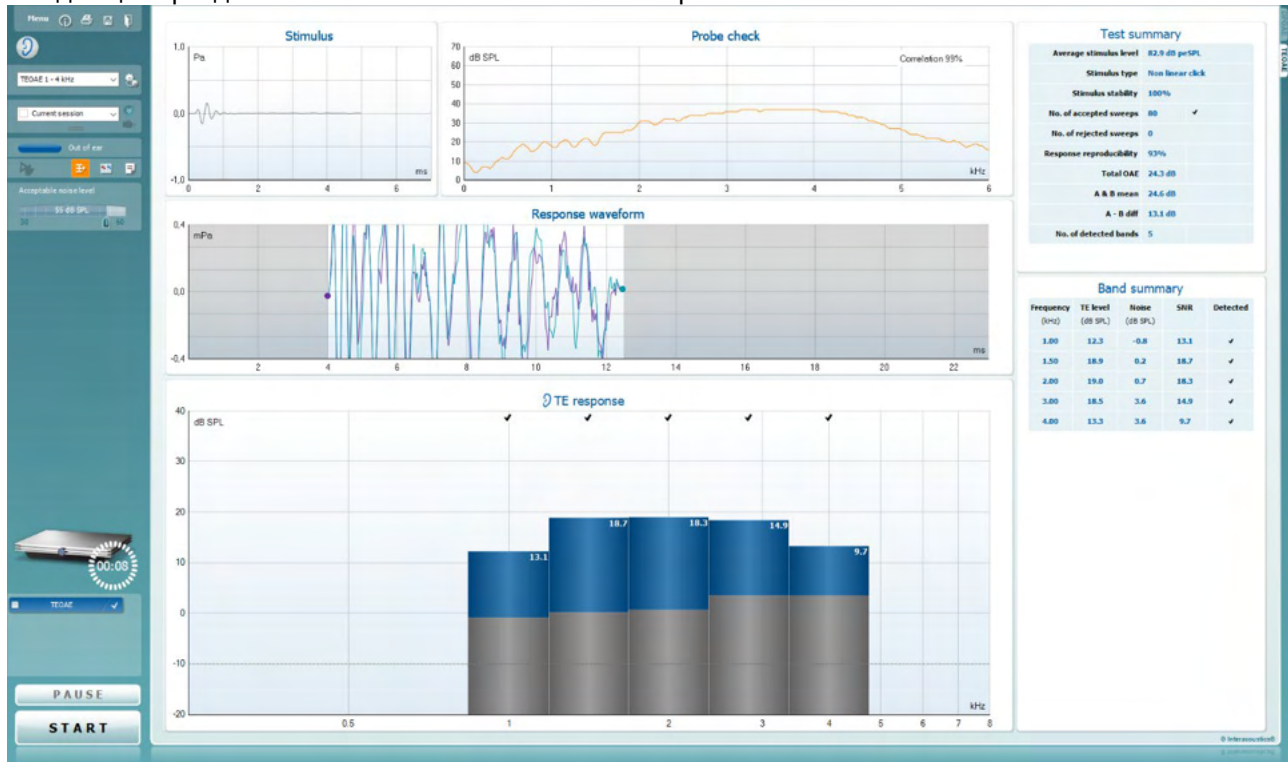 Menu
TEOAE 1 - 4 kHz
Current session
Out of ear
Acceptable noise level
55 dB SPL
30 60
00:08
TEOAE
PAUSE
START
Stimulus
Pa
1,0
0,0
-1,0
0 2 4 6
ms
Probe check
dB SPL
Correlation 99%
70
60
50
40
30
20
10
0
0 1 2 3 4 5 6
kHz
Response waveform
mPa
0,4
0,0
-0,4
2 4 6 8 10 12 14 16 18 20 22
ms
TE response
dB SPL
40
30
20
10
0
-10
-20
13.1 18.7 18.3 14.9 9.7
kHz
0.5 1 2 3 4 5 6 7 8
Test summary
Average stimulus level 82.9 dB peSPL
Stimulus type Non linear click
Stimulus stability 100%
No. of accepted sweeps 80 ✓
No. of rejected sweeps 0
Response reproducibility 93%
Total OAE 24.3 dB
A & B mean 24.6 dB
A - B diff 13.1 dB
No. of detected bands 5
Band summary
Frequency TE level Noise SNR Detected
(kHz) (dB SPL) (dB SPL)
1.00 12.3 -0.8 13.1 ✓
1.50 18.9 0.2 18.7 ✓
2.00 19.0 0.7 18.3 ✓
3.00 18.5 3.6 14.9 ✓
4.00 13.3 3.6 9.7 ✓
TEOAE
© Interacoustics®